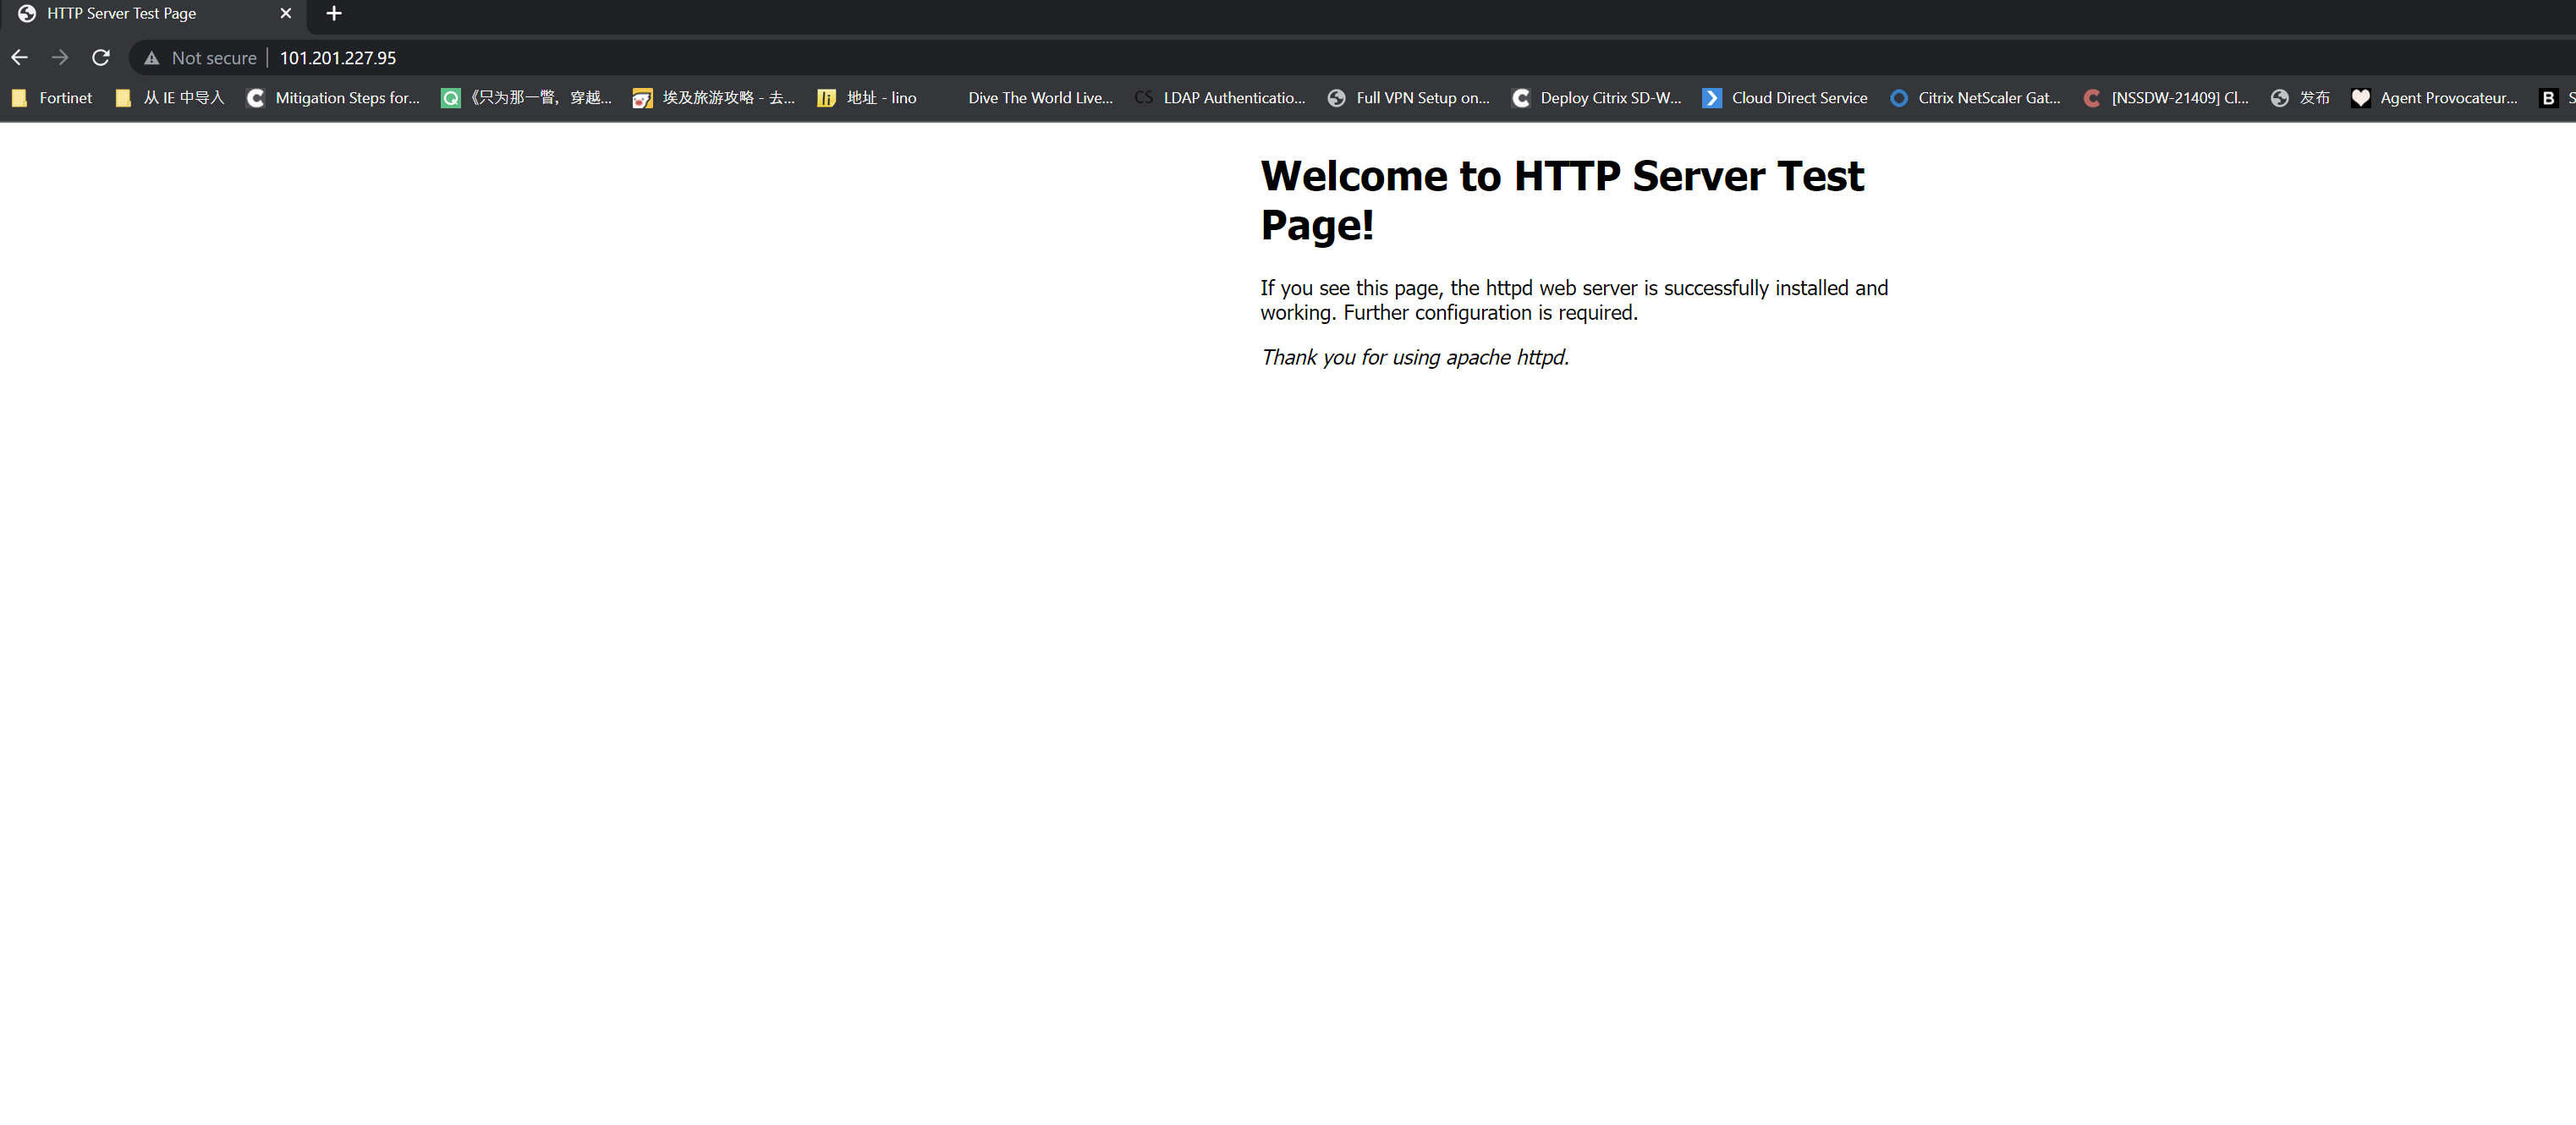 HTTP Server Test Page
Not secure 101.201.227.95
Fortinet 从 IE 中导入 Mitigation Steps for... 《只为那一瞥，穿越... 埃及旅游攻略 - 去... li 地址 - lino Dive The World Live... CS LDAP Authenticatio... Full VPN Setup on... Deploy Citrix SD-W... Cloud Direct Service Citrix NetScaler Gat... [NSSDW-21409] Cl... 发布 Agent Provocateur... B S
Welcome to HTTP Server Test
Page!
If you see this page, the httpd web server is successfully installed and
working. Further configuration is required.
Thank you for using apache httpd.